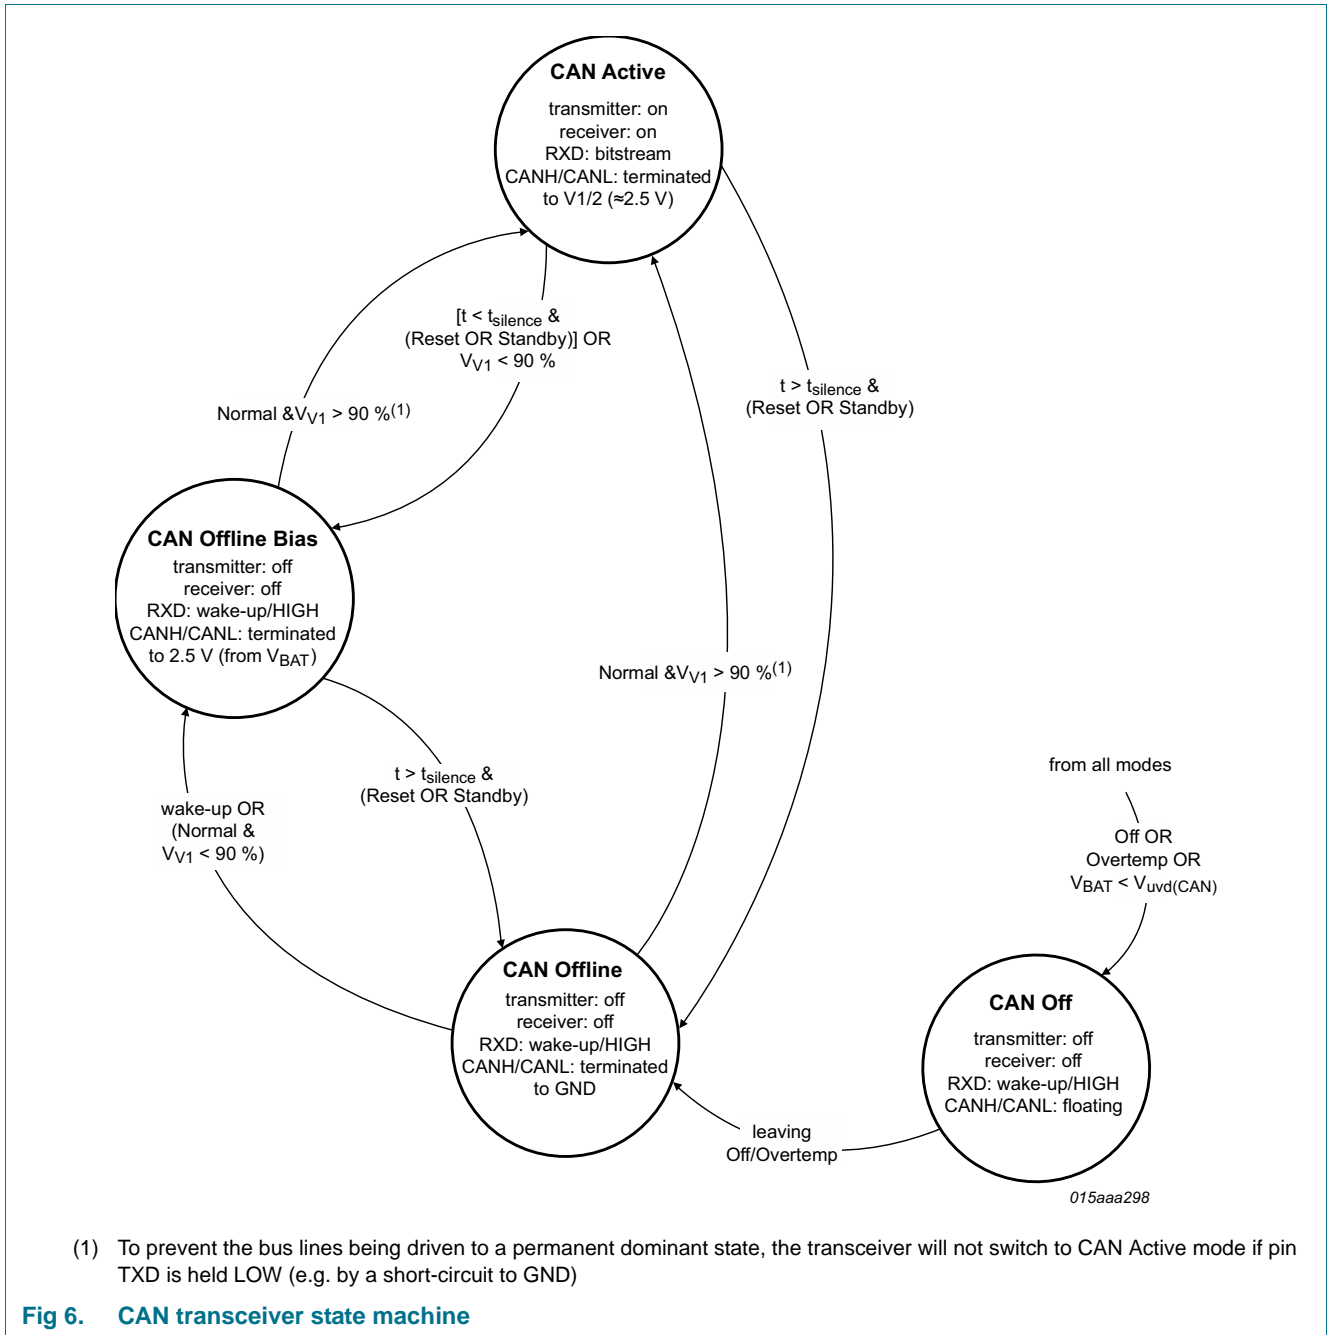 CAN Active
transmitter: on
receiver: on
RXD: bitstream
CANH/CANL: terminated
to V1/2 (≈2.5 V)
[t < tsilence &
(Reset OR Standby)] OR
VV1 < 90 %
t > tsilence &
(Reset OR Standby)
Normal &VV1 > 90 %(1)
CAN Offline Bias
transmitter: off
receiver: off
RXD: wake-up/HIGH
CANH/CANL: terminated
to 2.5 V (from VBAT)
Normal &VV1 > 90 %(1)
t > tsilence &
(Reset OR Standby)
wake-up OR
(Normal &
VV1 < 90 %)
from all modes
Off OR
Overtemp OR
VBAT < Vuvd(CAN)
CAN Offline
transmitter: off
receiver: off
RXD: wake-up/HIGH
CANH/CANL: terminated
to GND
CAN Off
transmitter: off
receiver: off
RXD: wake-up/HIGH
CANH/CANL: floating
leaving
Off/Overtemp
015aaa298
(1) To prevent the bus lines being driven to a permanent dominant state, the transceiver will not switch to CAN Active mode if pin
TXD is held LOW (e.g. by a short-circuit to GND)
Fig 6. CAN transceiver state machine